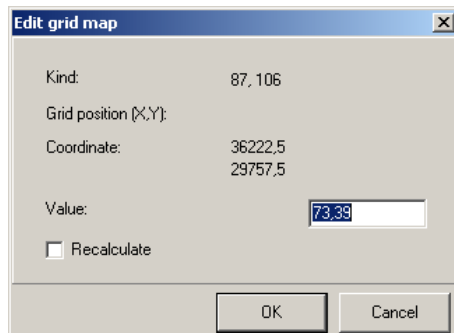 Edit grid map
Kind: 87, 106
Grid position (X,Y):
Coordinate: 36222,5
29757,5
Value: 73,39
Recalculate
OK Cancel